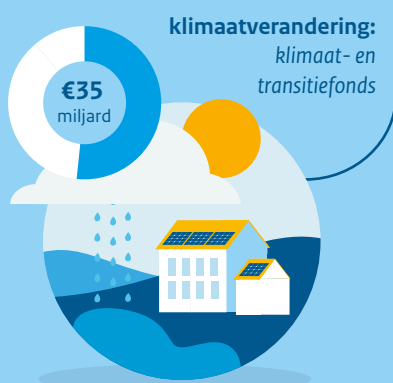 klimaatverandering:
klimaat- en
transitiefonds
€35
miljard